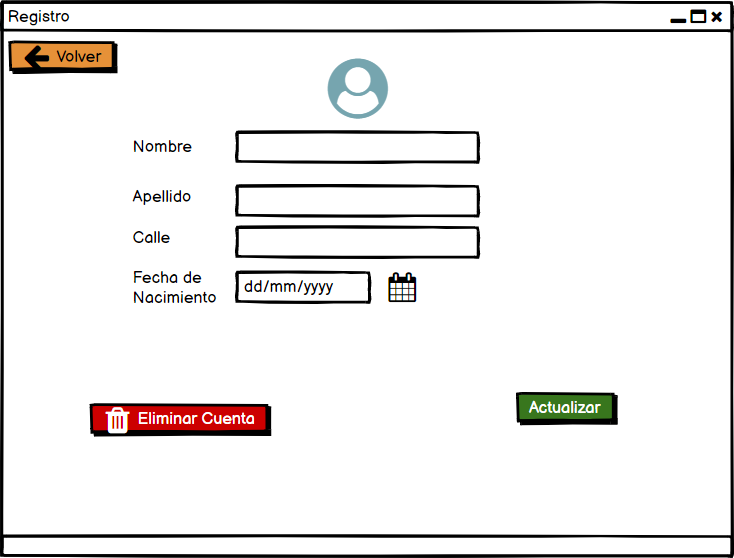 Registro
Volver
Nombre
Apellido
Calle
Fecha de
Nacimiento
dd/mm/yyyy
Eliminar Cuenta
Actualizar